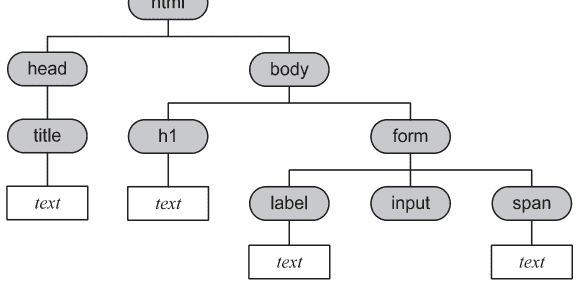 html
head body
title h1 form
text text label input span
text text